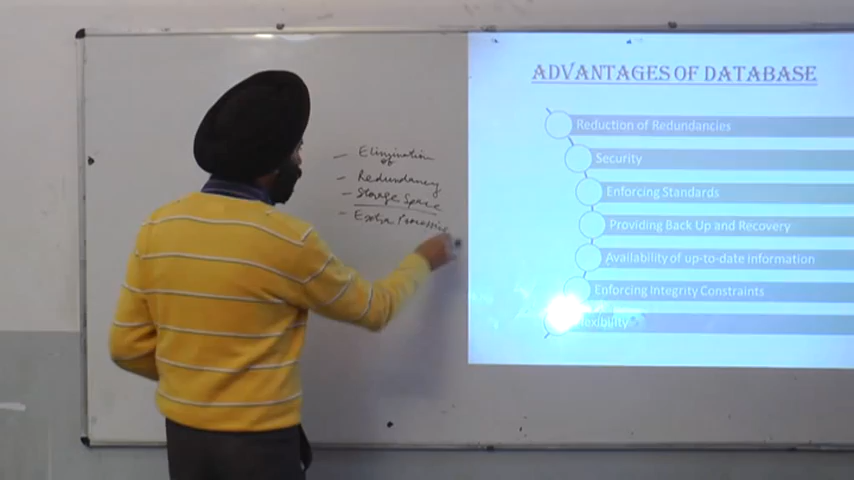 — Elimination
of
— Redundancy
— Storage Space
— Extra Processing
ADVANTAGES OF DATABASE
Reduction of Redundancies
Security
Enforcing Standards
Providing Back Up and Recovery
Availability of up-to-date information
Enforcing Integrity Constraints
Flexibility